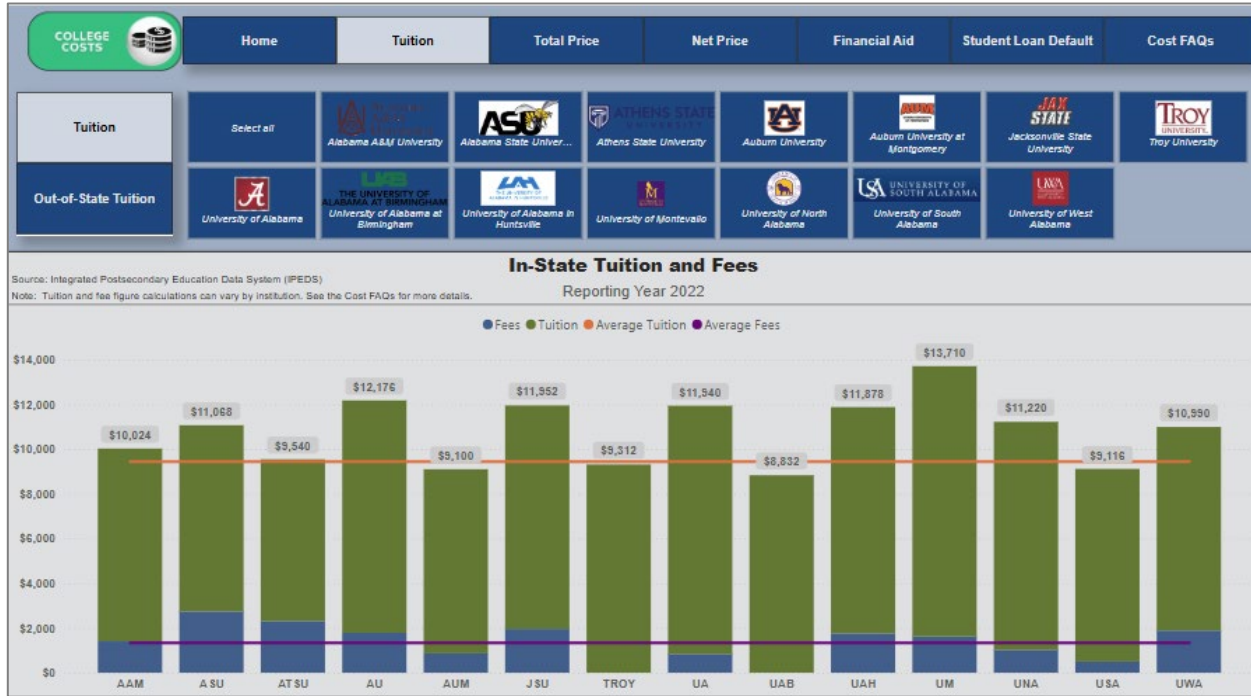 COLLEGE
COSTS
Home
Tuition
Total Price
Net Price
Financial Aid
Student Loan Default
Cost FAQs
Tuition
Out-of-State Tuition
Select all
Alabama A&M University
ASU
Alabama State Univer...
ATHENS STATE
UNIVERSITY
Athens State University
Auburn University
AUM
Auburn University at
Montgomery
JAX
STATE
Jacksonville State
University
TROY
UNIVERSITY
Troy University
A
University of Alabama
UAB
THE UNIVERSITY OF
ALABAMA AT BIRMINGHAM
University of Alabama at
Birmingham
UAH
University of Alabama in
Huntsville
University of Montevallo
University of North
Alabama
USA UNIVERSITY OF
SOUTH ALABAMA
University of South
Alabama
UWA
University of West
Alabama
In-State Tuition and Fees
Reporting Year 2022
Source: Integrated Postsecondary Education Data System (IPEDS)
Note: Tuition and fee figure calculations can vary by institution. See the Cost FAQs for more details.
Fees Tuition Average Tuition Average Fees
$14,000
$12,000
$10,000
$8,000
$6,000
$4,000
$2,000
$0
$10,024
$11,068
$9,540
$12,176
$9,100
$11,952
$9,312
$11,940
$8,832
$11,878
$13,710
$11,220
$9,116
$10,990
AAM ASU ATSU AU AUM JSU TROY UA UAB UAH UM UNA USA UWA